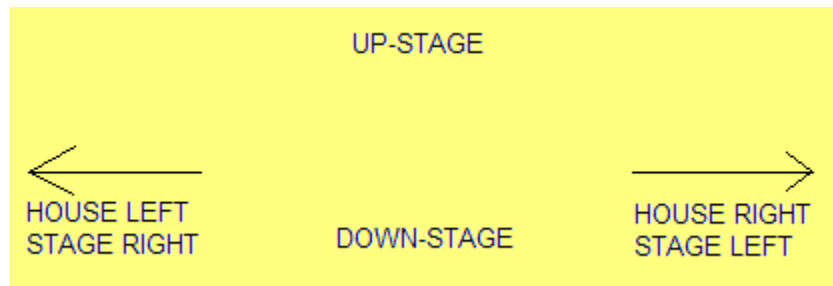 UP-STAGE
HOUSE LEFT
STAGE RIGHT
DOWN-STAGE
HOUSE RIGHT
STAGE LEFT